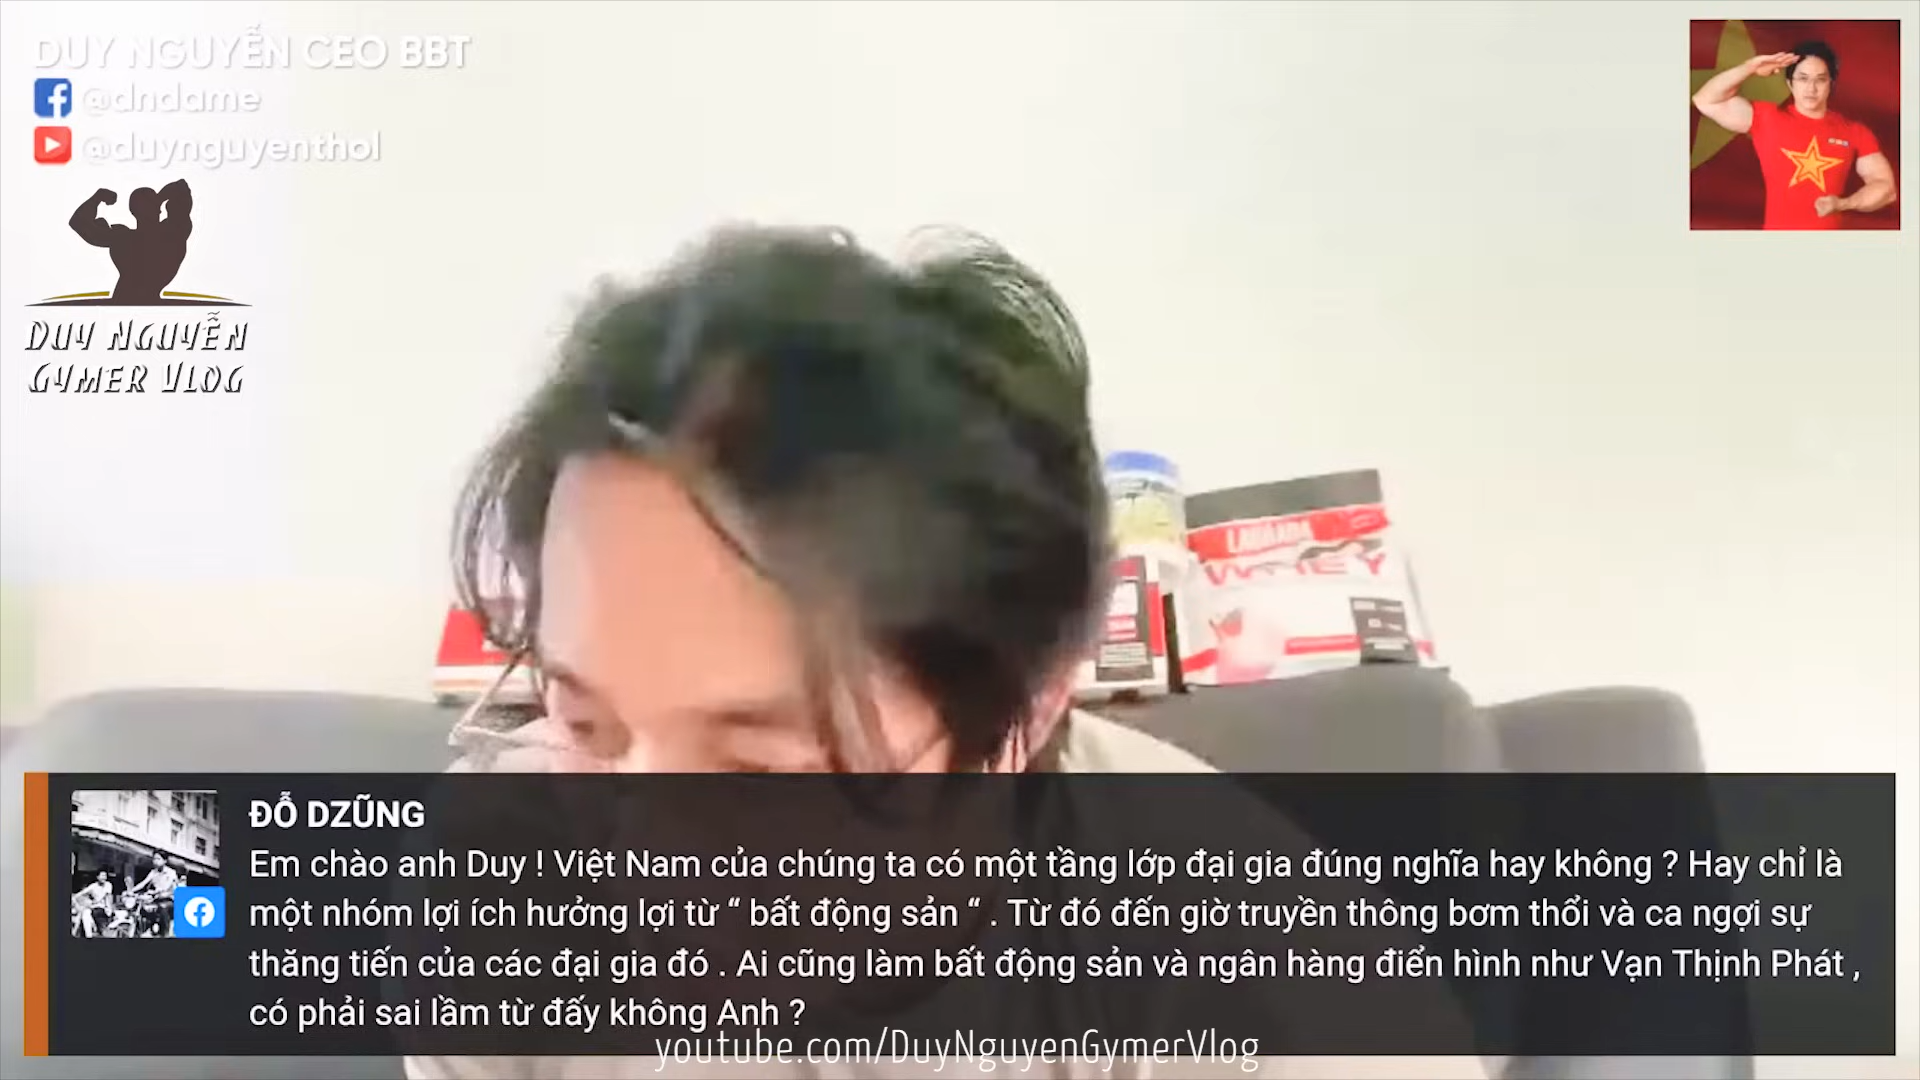 DUY NGUYỄN CEO BBT
@dndame
@duynguyenthol
DUY NGUYỄN
GYMER VLOG
LABRADA
WHEY
ĐỖ DZŨNG
Em chào anh Duy ! Việt Nam của chúng ta có một tầng lớp đại gia đúng nghĩa hay không ? Hay chỉ là
một nhóm lợi ích hưởng lợi từ “ bất động sản “ . Từ đó đến giờ truyền thông bơm thổi và ca ngợi sự
thăng tiến của các đại gia đó . Ai cũng làm bất động sản và ngân hàng điển hình như Vạn Thịnh Phát ,
có phải sai lầm từ đấy không Anh ?
youtube.com/DuyNguyenGymerVlog